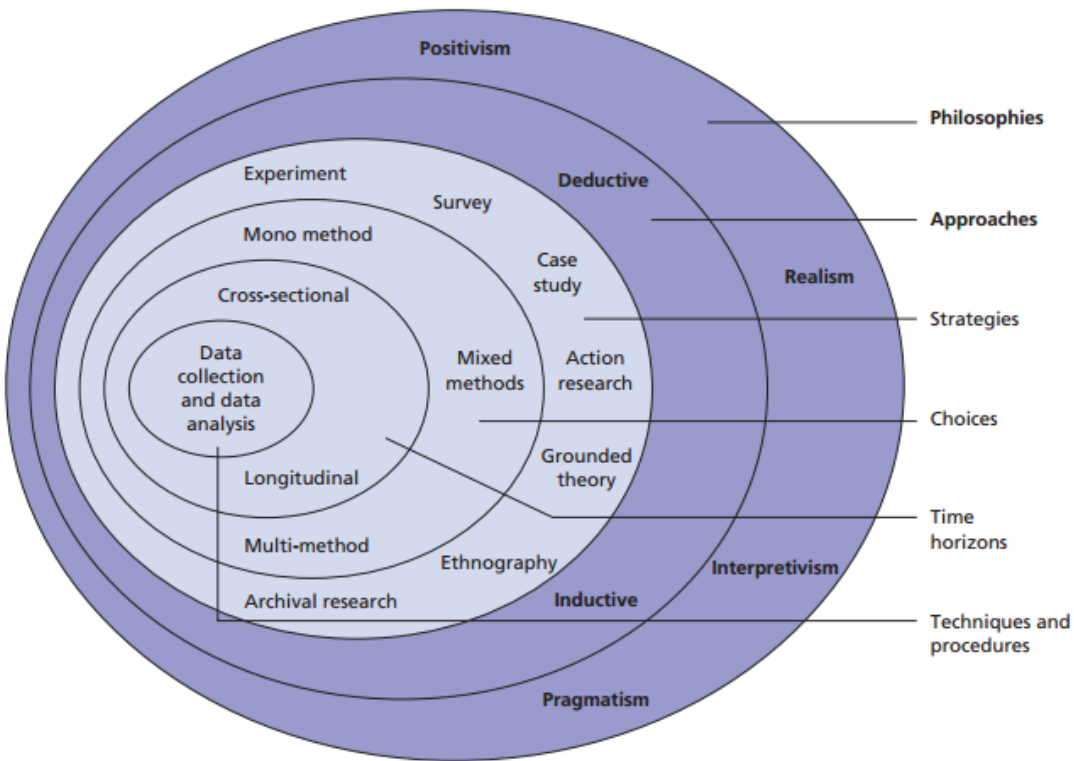 Positivism
Philosophies
Experiment
Deductive
Survey
Approaches
Mono method
Case
study
Realism
Cross-sectional
Strategies
Data
collection
and data
analysis
Mixed
methods
Action
research
Choices
Grounded
theory
Longitudinal
Time
horizons
Multi-method
Ethnography
Interpretivism
Archival research
Inductive
Techniques and
procedures
Pragmatism